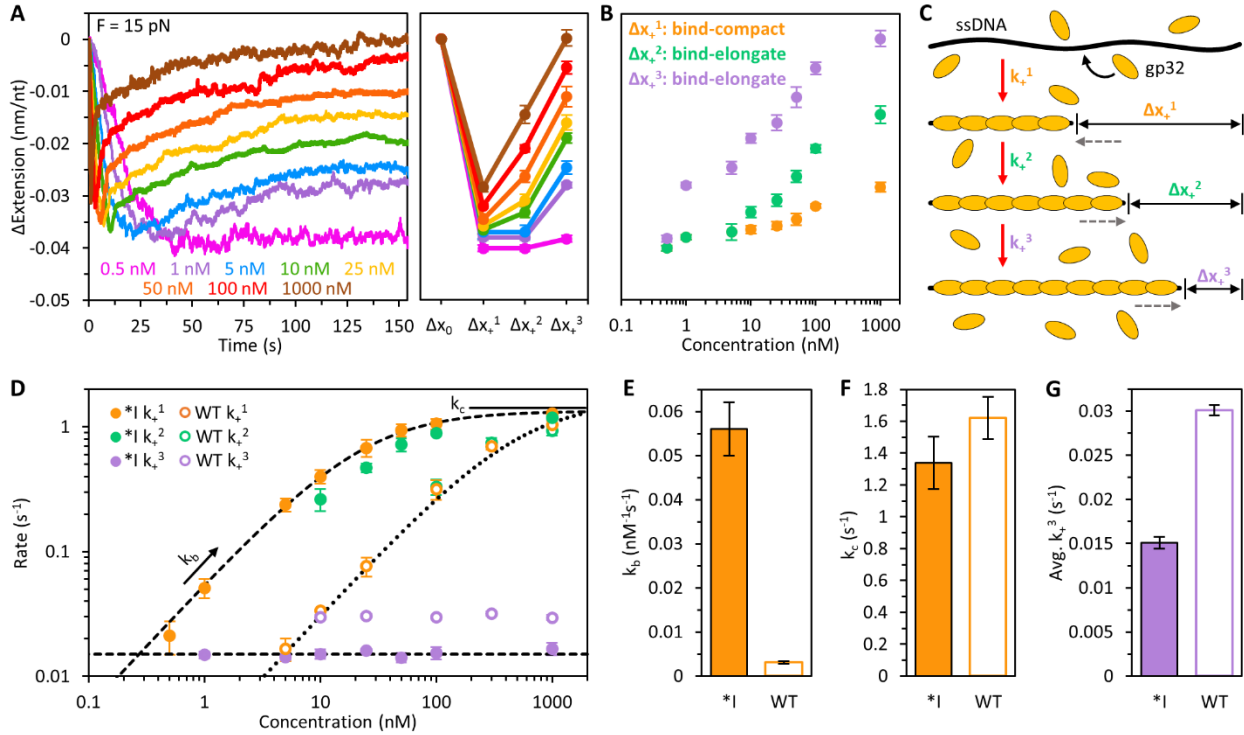 A
F = 15 pN
ΔExtension (nm/nt)
0
-0.01
-0.02
-0.03
-0.04
-0.05
0.5 nM 1 nM 5 nM 10 nM 25 nM
50 nM 100 nM 1000 nM
0 25 50 75 100 125 150
Time (s)
Δx₀ Δx₊¹ Δx₊² Δx₊³
B
Δx₊¹: bind-compact
Δx₊²: bind-elongate
Δx₊³: bind-elongate
0.1 1 10 100 1000
Concentration (nM)
C
ssDNA
gp32
k₊¹
Δx₊¹
k₊²
Δx₊²
k₊³
Δx₊³
D
*I k₊¹ WT k₊¹
*I k₊² WT k₊²
*I k₊³ WT k₊³
k_c
k_b
Rate (s⁻¹)
1
0.1
0.01
0.1 1 10 100 1000
Concentration (nM)
E
k_b (nM⁻¹s⁻¹)
0.06
0.05
0.04
0.03
0.02
0.01
0
*I WT
F
k_c (s⁻¹)
1.8
1.6
1.4
1.2
1
0.8
0.6
0.4
0.2
0
*I WT
G
Avg. k₊³ (s⁻¹)
0.03
0.025
0.02
0.015
0.01
0.005
0
*I WT